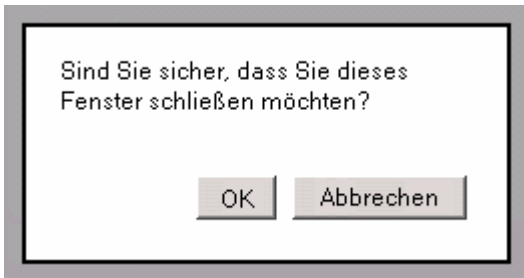 Sind Sie sicher, dass Sie dieses
Fenster schließen möchten?
OK Abbrechen